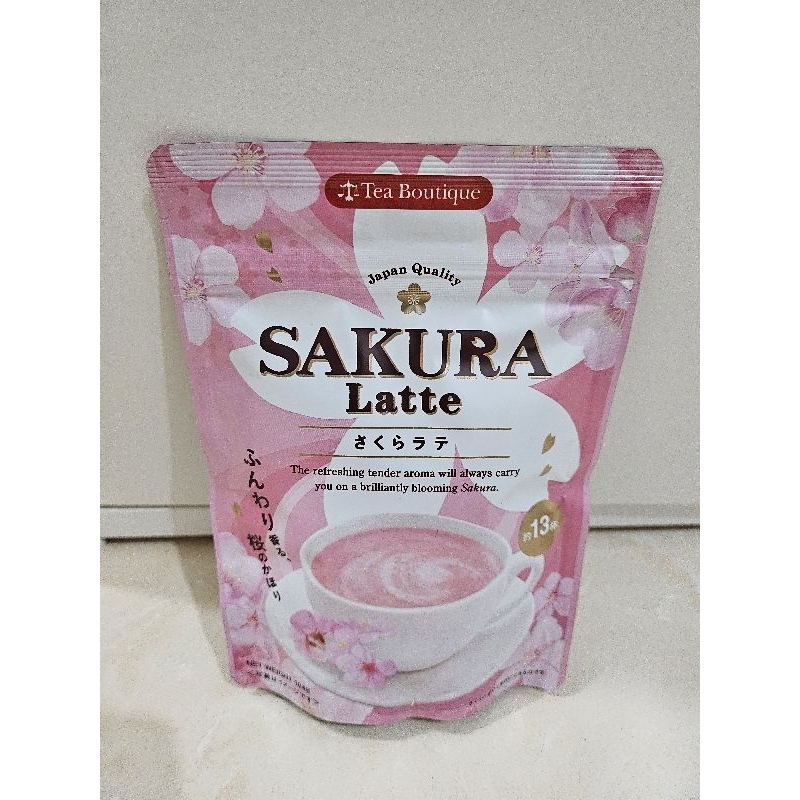 Tea Boutique
Japan Quality
SAKURA
Latte
さくらラテ
The refreshing tender aroma will always carry
you on a brilliantly blooming Sakura.
ふんわり香る、
桜のかほり
約13杯
NET WEIGHT